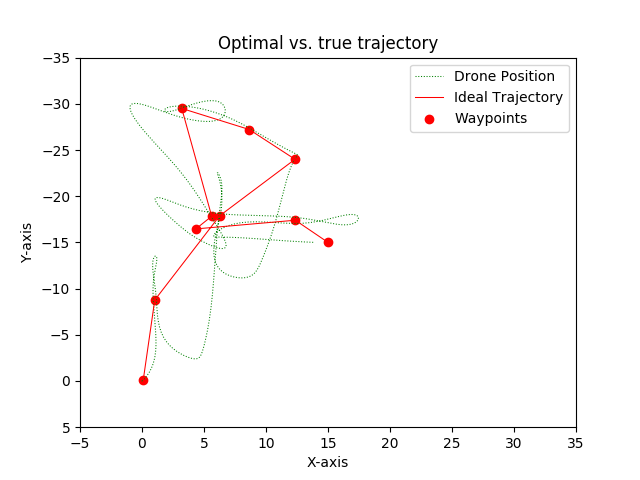 Optimal vs. true trajectory
Drone Position
Ideal Trajectory
Waypoints
Y-axis
−35
−30
−25
−20
−15
−10
−5
0
5
−5 0 5 10 15 20 25 30 35
X-axis